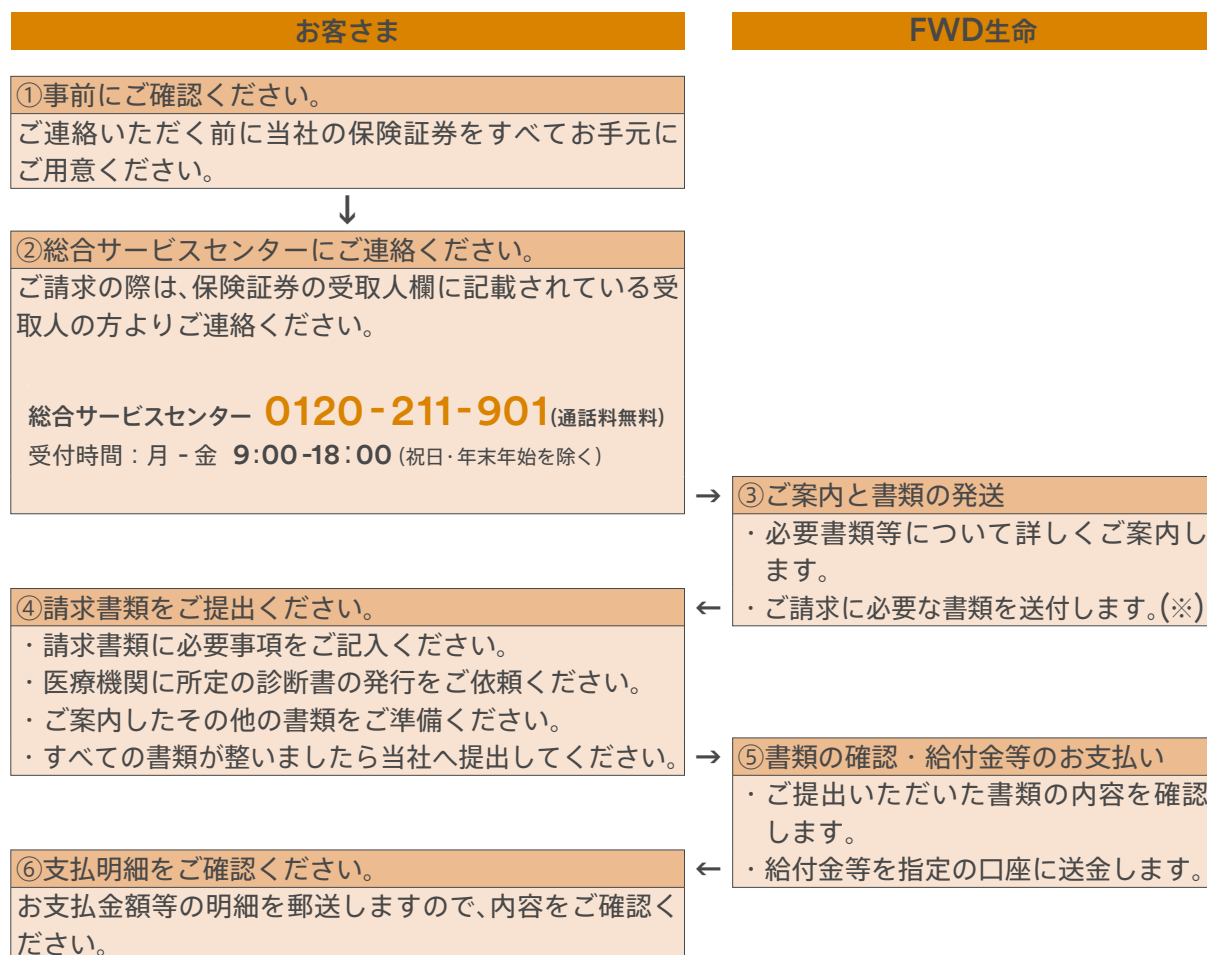 お客さま
FWD生命
①事前にご確認ください。
ご連絡いただく前に当社の保険証券をすべてお手元に
ご用意ください。
↓
②総合サービスセンターにご連絡ください。
ご請求の際は、保険証券の受取人欄に記載されている受
取人の方よりご連絡ください。
総合サービスセンター 0120-211-901(通話料無料)
受付時間：月 - 金 9:00-18:00 (祝日・年末年始を除く)
→
③ご案内と書類の発送
・必要書類等について詳しくご案内し
ます。
・ご請求に必要な書類を送付します。(※)
←
④請求書類をご提出ください。
・請求書類に必要事項をご記入ください。
・医療機関に所定の診断書の発行をご依頼ください。
・ご案内したその他の書類をご準備ください。
・すべての書類が整いましたら当社へ提出してください。
→
⑤書類の確認・給付金等のお支払い
・ご提出いただいた書類の内容を確認
します。
・給付金等を指定の口座に送金します。
←
⑥支払明細をご確認ください。
お支払金額等の明細を郵送しますので、内容をご確認く
ださい。